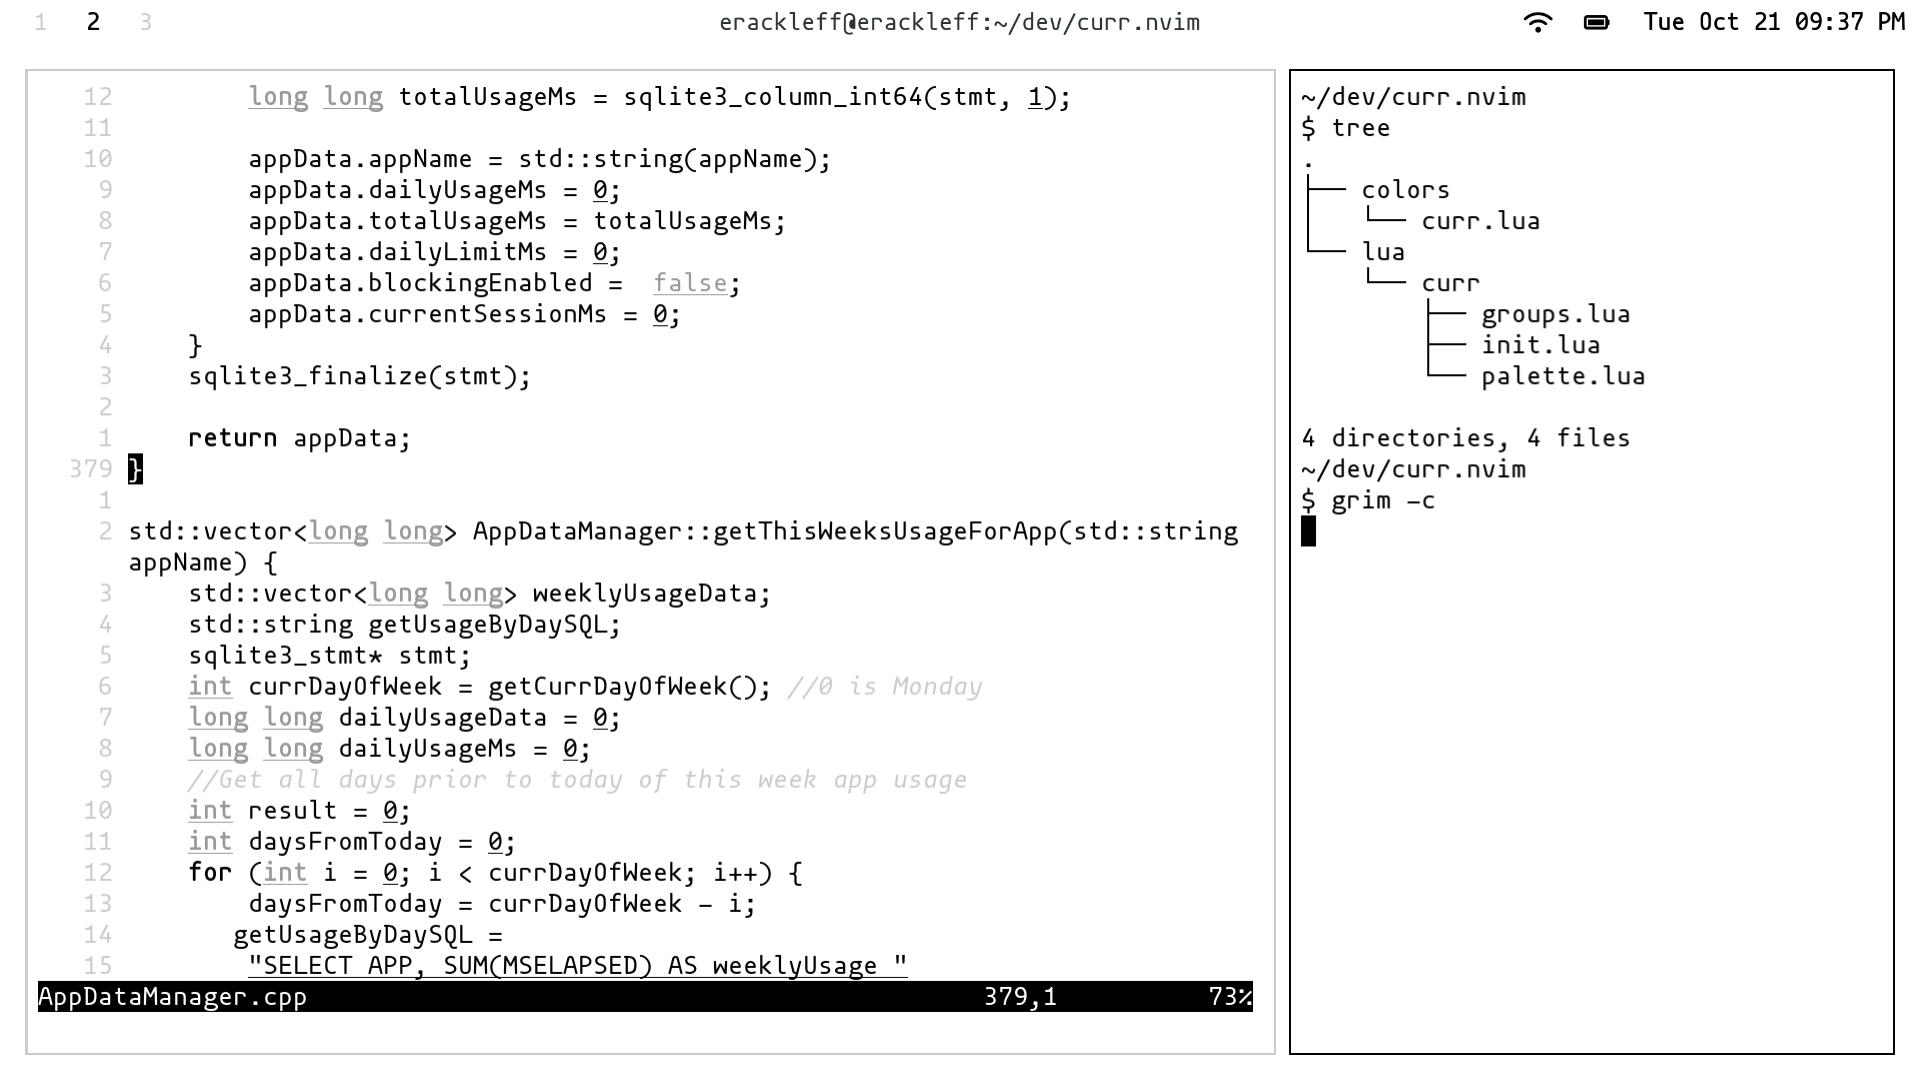 1 2 3 erackleff@erackleff:~/dev/curr.nvim Tue Oct 21 09:37 PM
12         long long totalUsageMs = sqlite3_column_int64(stmt, 1);
11
10         appData.appName = std::string(appName);
9         appData.dailyUsageMs = 0;
8         appData.totalUsageMs = totalUsageMs;
7         appData.dailyLimitMs = 0;
6         appData.blockingEnabled =  false;
5         appData.currentSessionMs = 0;
4     }
3     sqlite3_finalize(stmt);
2
1     return appData;
379 }
1
2 std::vector<long long> AppDataManager::getThisWeeksUsageForApp(std::string
appName) {
3     std::vector<long long> weeklyUsageData;
4     std::string getUsageByDaySQL;
5     sqlite3_stmt* stmt;
6     int currDayOfWeek = getCurrDayOfWeek(); //0 is Monday
7     long long dailyUsageData = 0;
8     long long dailyUsageMs = 0;
9     //Get all days prior to today of this week app usage
10     int result = 0;
11     int daysFromToday = 0;
12     for (int i = 0; i < currDayOfWeek; i++) {
13         daysFromToday = currDayOfWeek - i;
14        getUsageByDaySQL =
15         "SELECT APP, SUM(MSELAPSED) AS weeklyUsage "
AppDataManager.cpp 379,1 73%
~/dev/curr.nvim
$ tree
.
├── colors
│   └── curr.lua
└── lua
    └── curr
        ├── groups.lua
        ├── init.lua
        └── palette.lua

4 directories, 4 files
~/dev/curr.nvim
$ grim -c